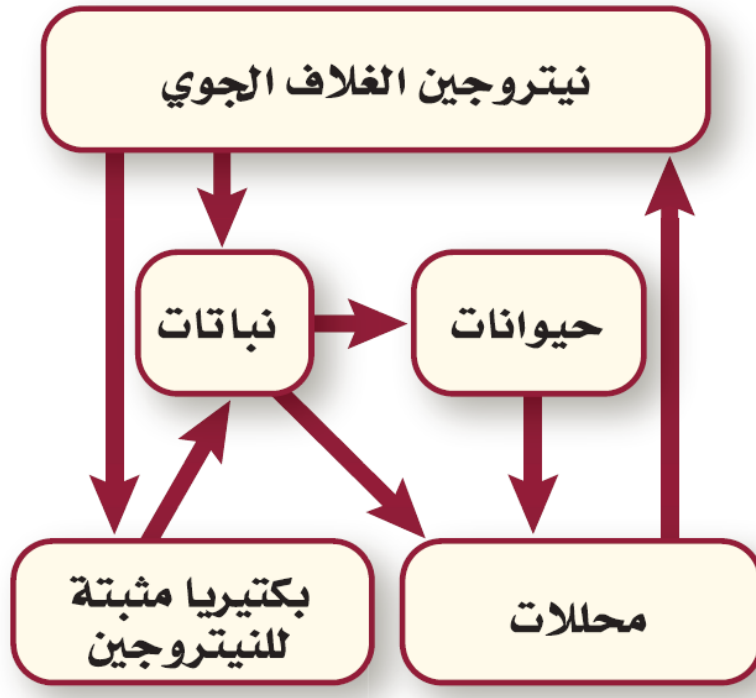 نيتروجين الغلاف الجوي
حيوانات
نباتات
محللات
بكتيريا مثبتة
للنيتروجين